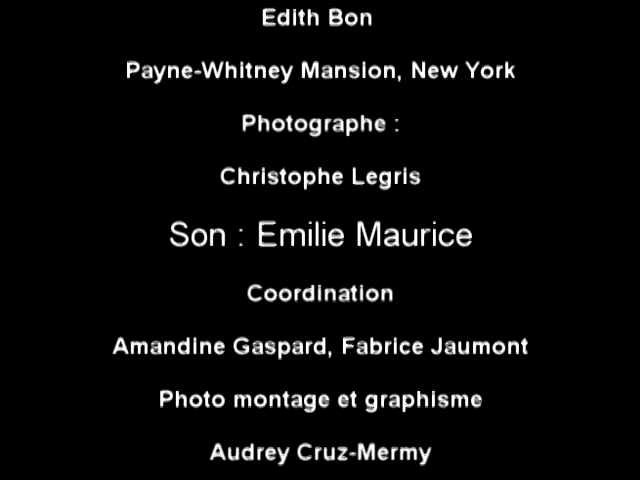 Edith Bon
Payne-Whitney Mansion, New York
Photographe :
Christophe Legris
Son : Emilie Maurice
Coordination
Amandine Gaspard, Fabrice Jaumont
Photo montage et graphisme
Audrey Cruz-Mermy